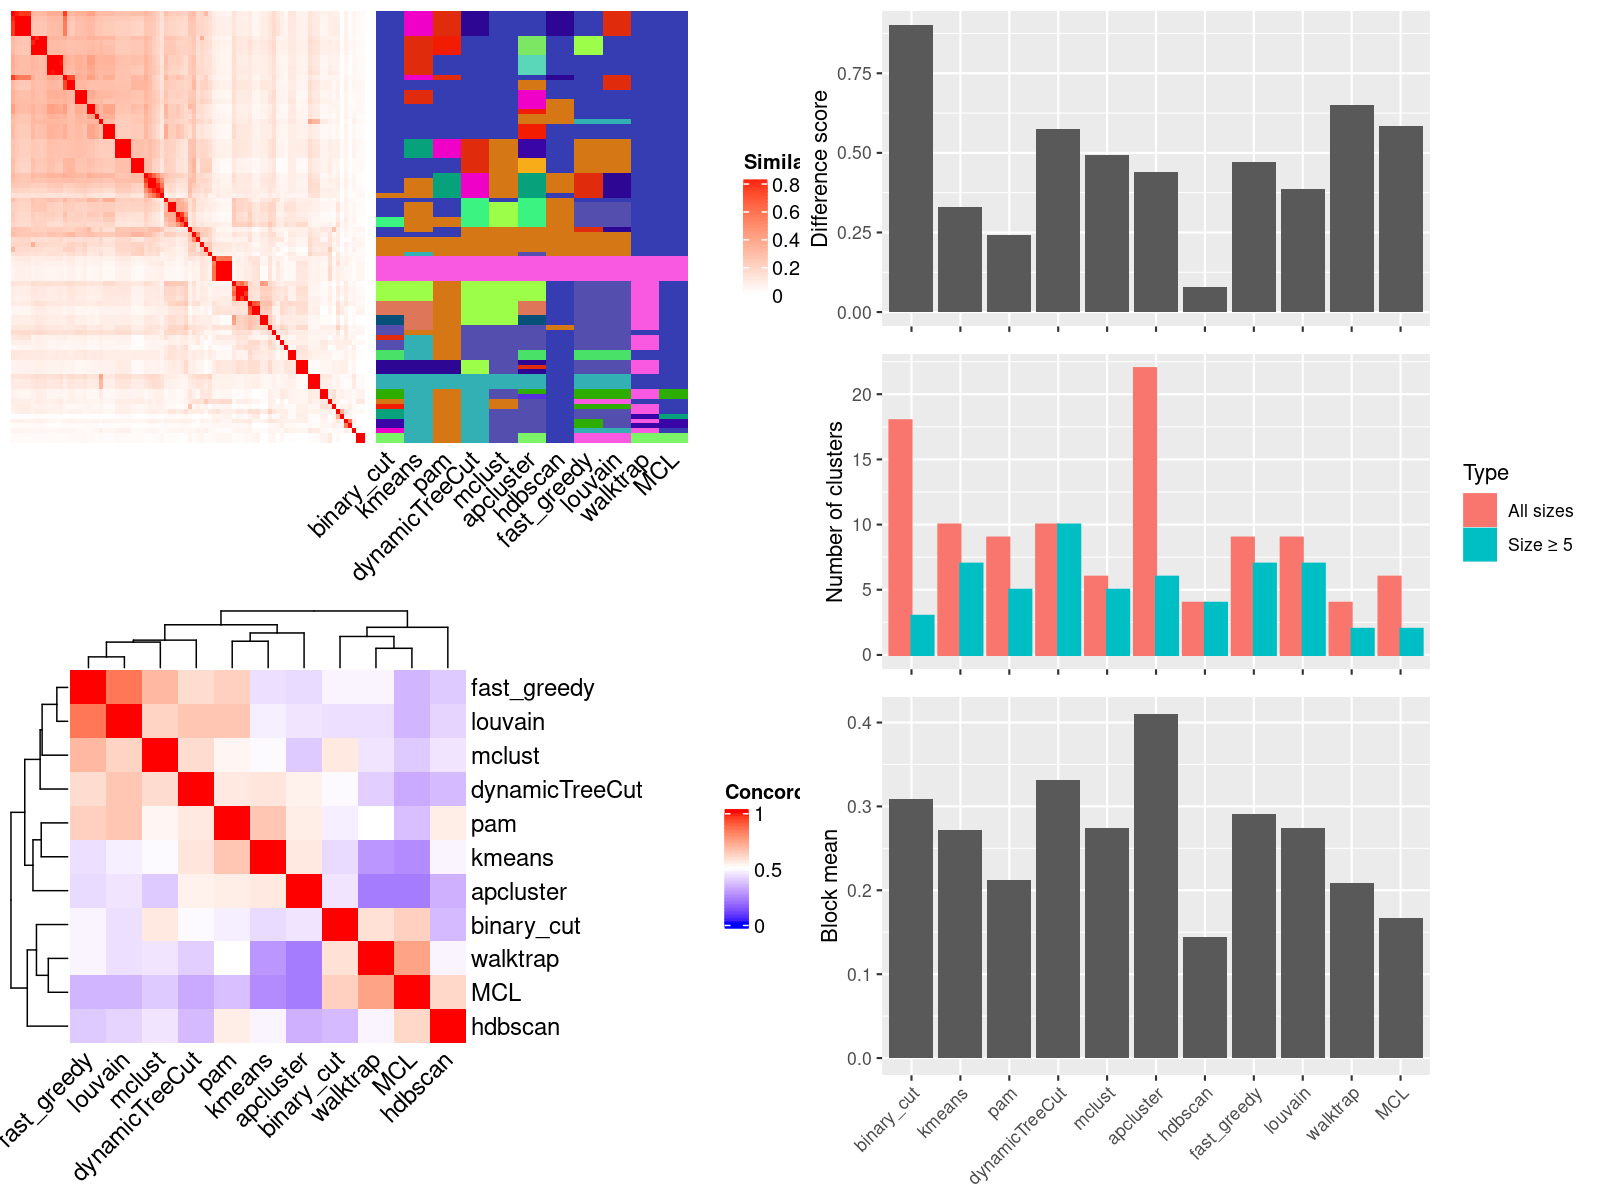 Simila
0.8
0.6
0.4
0.2
0
binary_cut
kmeans
pam
dynamicTreeCut
mclust
apcluster
hdbscan
fast_greedy
louvain
walktrap
MCL
Difference score
0.75
0.50
0.25
0.00
Number of clusters
20
15
10
5
0
Type
All sizes
Size ≥ 5
fast_greedy
louvain
mclust
dynamicTreeCut
pam
kmeans
apcluster
binary_cut
walktrap
MCL
hdbscan
fast_greedy
louvain
mclust
dynamicTreeCut
pam
kmeans
apcluster
binary_cut
walktrap
MCL
hdbscan
Concord
1
0.5
0
Block mean
0.4
0.3
0.2
0.1
0.0
binary_cut
kmeans
pam
dynamicTreeCut
mclust
apcluster
hdbscan
fast_greedy
louvain
walktrap
MCL